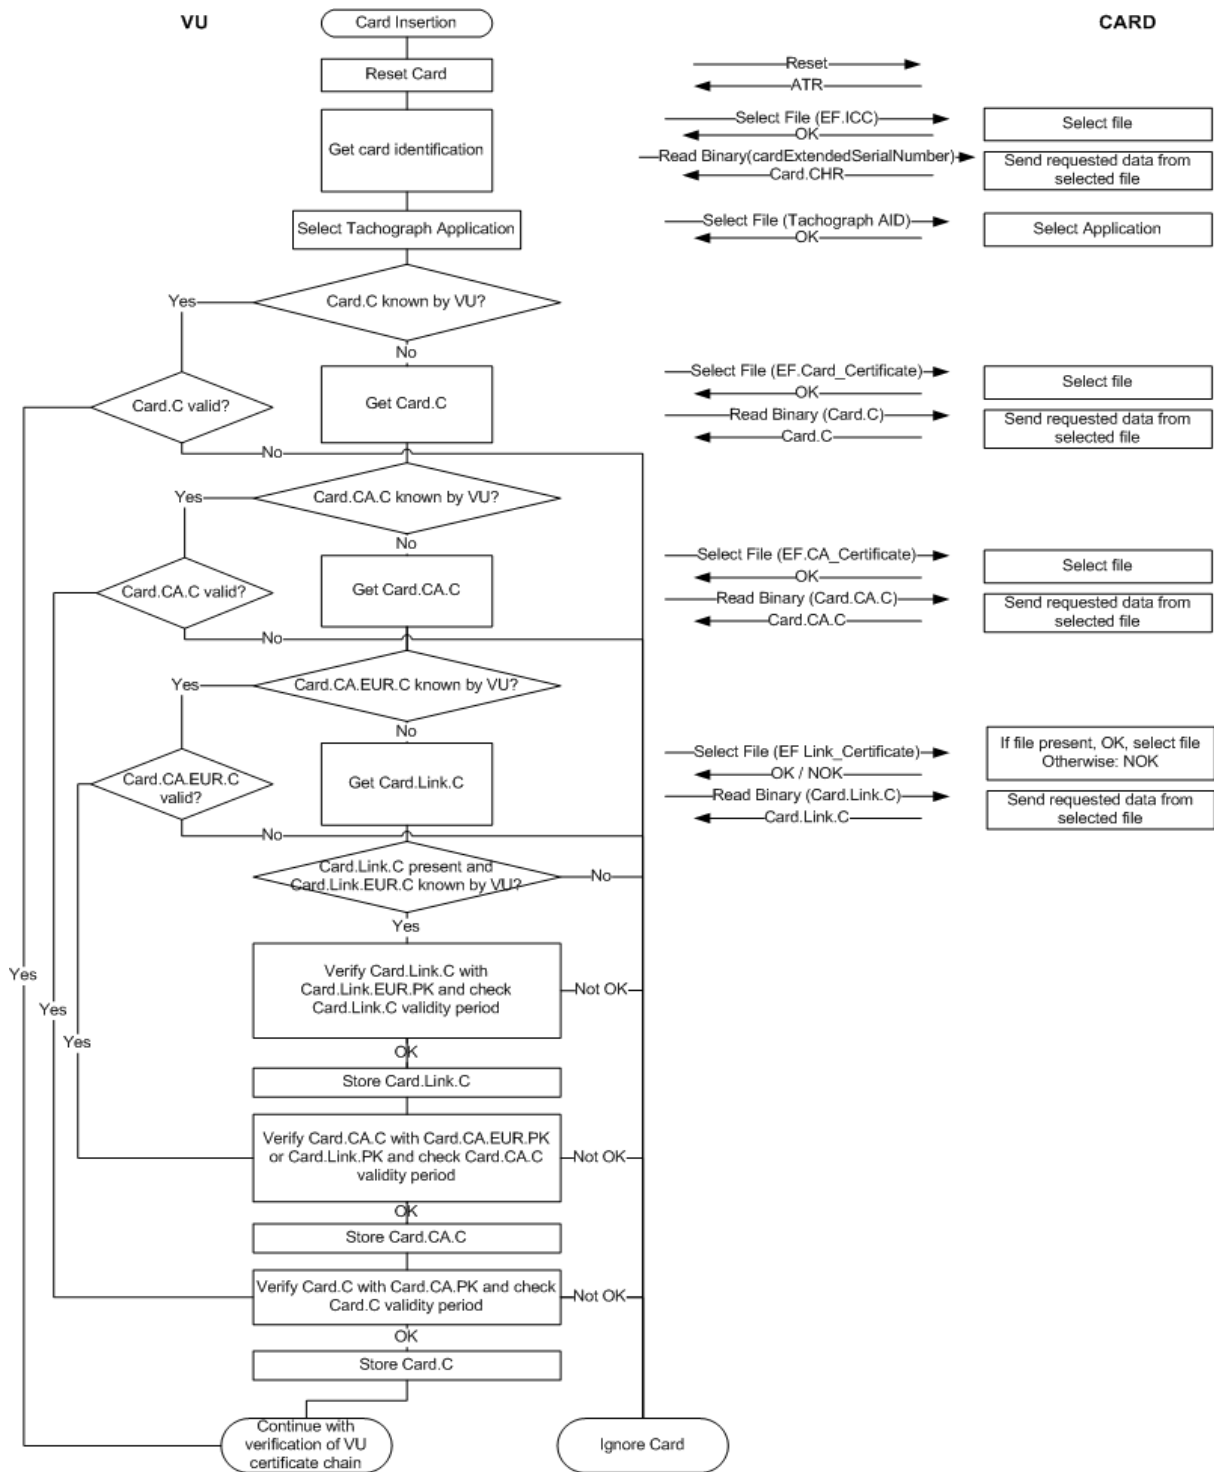 VU
CARD
Card Insertion
Reset Card
Reset
ATR
Get card identification
Select File (EF.ICC)
OK
Select file
Read Binary(cardExtendedSerialNumber)
Card.CHR
Send requested data from
selected file
Select Tachograph Application
Select File (Tachograph AID)
OK
Select Application
Card.C known by VU?
Yes
No
Card.C valid?
Get Card.C
Select File (EF.Card_Certificate)
OK
Select file
Read Binary (Card.C)
Card.C
Send requested data from
selected file
No
Card.CA.C known by VU?
Yes
No
Card.CA.C valid?
Get Card.CA.C
Select File (EF.CA_Certificate)
OK
Select file
Read Binary (Card.CA.C)
Card.CA.C
Send requested data from
selected file
No
Card.CA.EUR.C known by VU?
Yes
No
Card.CA.EUR.C
valid?
Get Card.Link.C
Select File (EF Link_Certificate)
OK / NOK
If file present, OK, select file
Otherwise: NOK
Read Binary (Card.Link.C)
Card.Link.C
Send requested data from
selected file
No
Card.Link.C present and
Card.Link.EUR.C known by VU?
No
Yes
Verify Card.Link.C with
Card.Link.EUR.PK and check
Card.Link.C validity period
Not OK
Yes
Yes
Yes
OK
Store Card.Link.C
Verify Card.CA.C with Card.CA.EUR.PK
or Card.Link.PK and check Card.CA.C
validity period
Not OK
OK
Store Card.CA.C
Verify Card.C with Card.CA.PK and check
Card.C validity period
Not OK
OK
Store Card.C
Continue with
verification of VU
certificate chain
Ignore Card